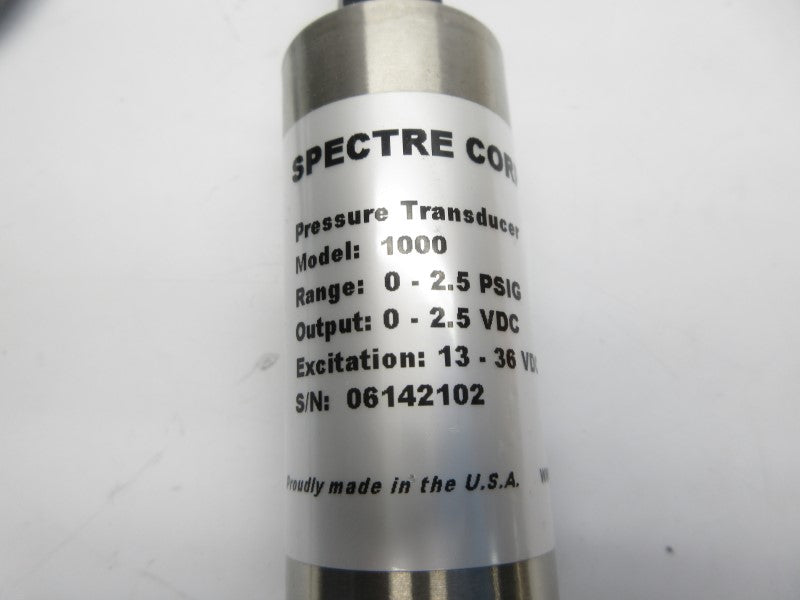 SPECTRE COR
Pressure Transducer
Model: 1000
Range: 0 - 2.5 PSIG
Output: 0 - 2.5 VDC
Excitation: 13 - 36 VDC
S/N: 06142102
Proudly made in the U.S.A.